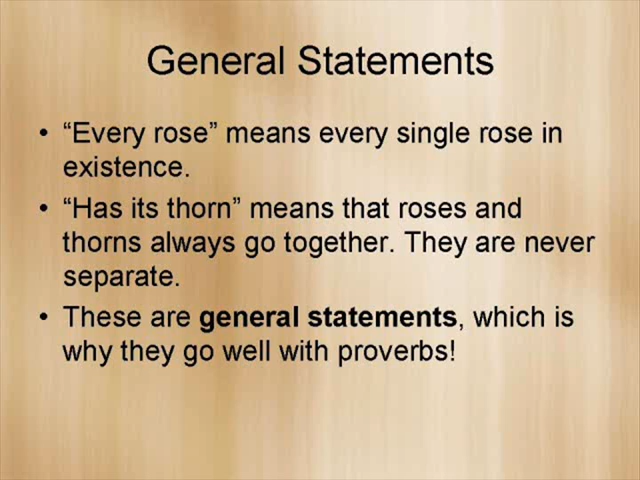 General Statements
• “Every rose” means every single rose in
existence.
• “Has its thorn” means that roses and
thorns always go together. They are never
separate.
• These are general statements, which is
why they go well with proverbs!